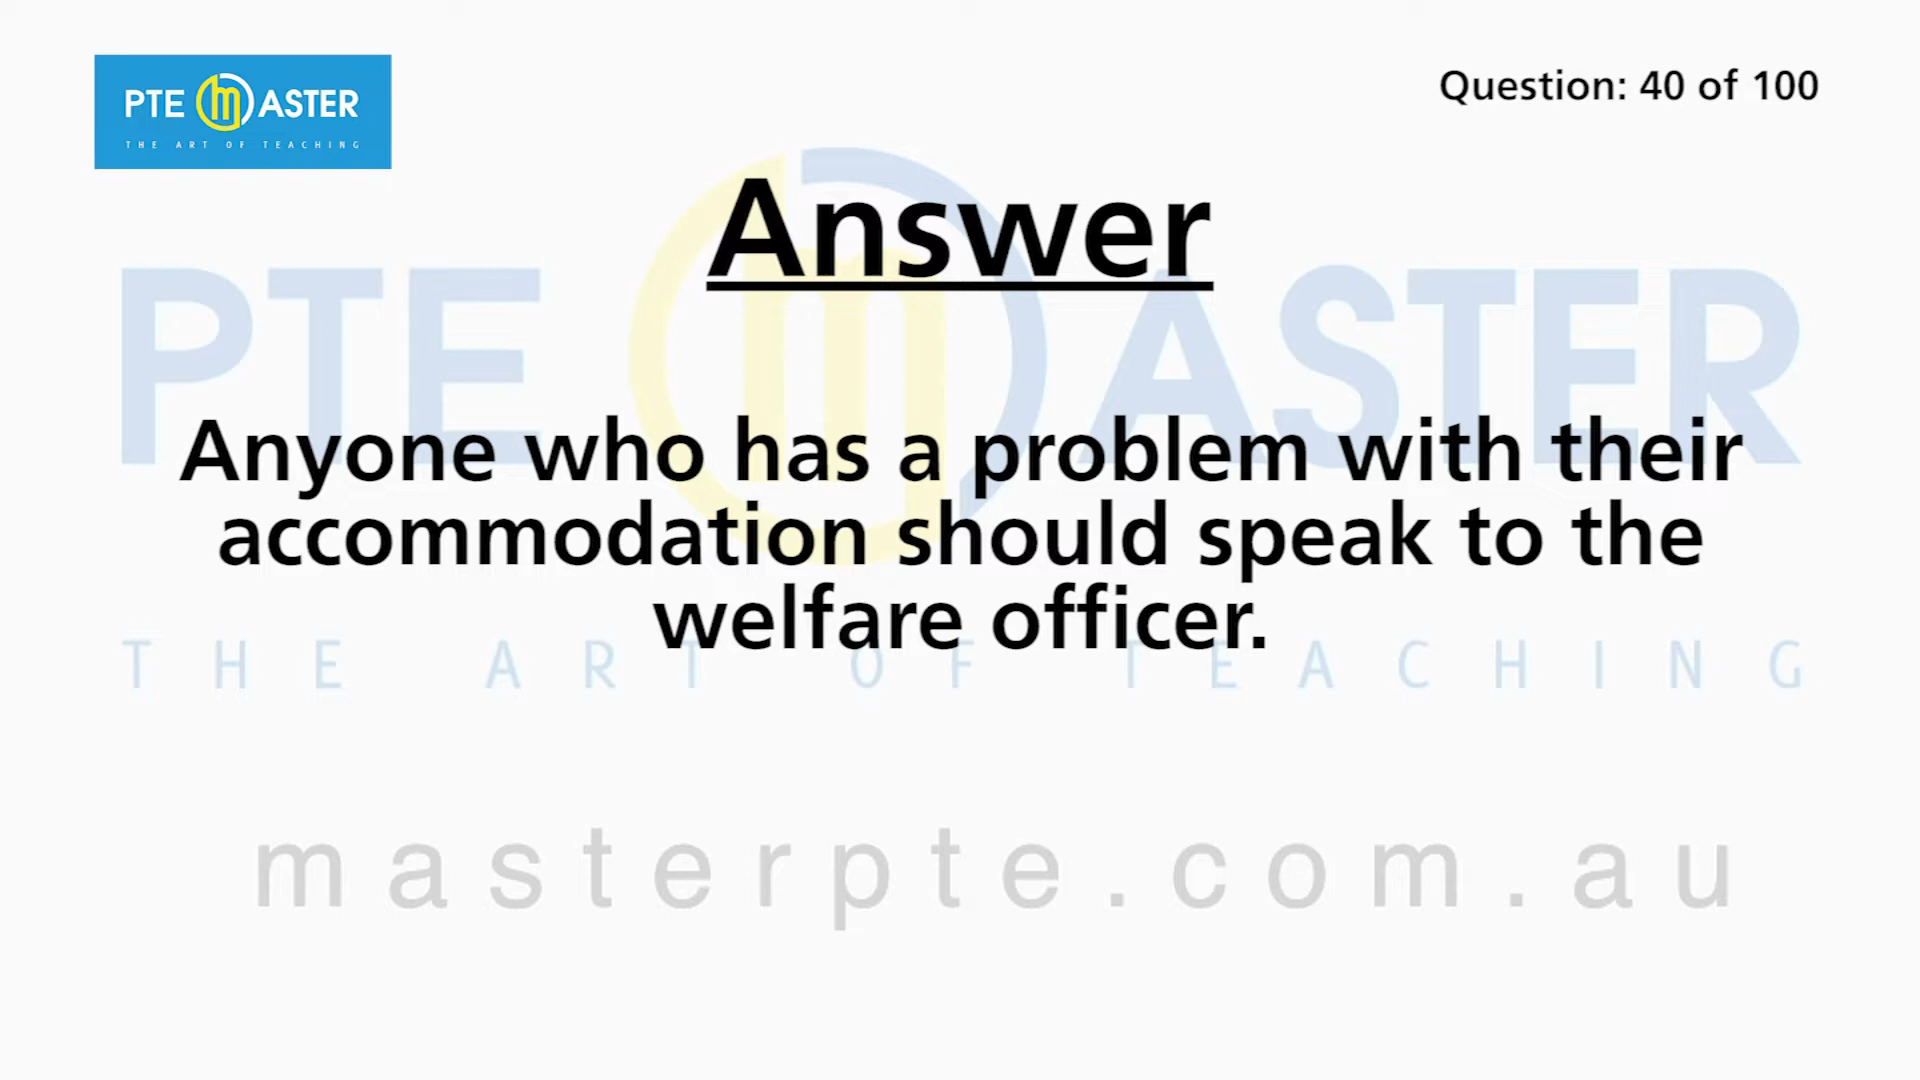 PTE MASTER
THE ART OF TEACHING
Question: 40 of 100
Answer
PTE MASTER
Anyone who has a problem with their
accommodation should speak to the
welfare officer.
THE ART OF TEACHING
masterpte.com.au